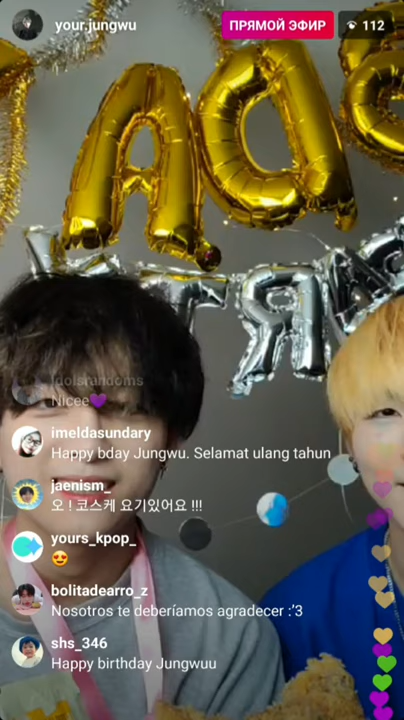 your.jungwu
ПРЯМОЙ ЭФИР
112
idolsrandoms
Nicee💜
imeldasundary
Happy bday Jungwu. Selamat ulang tahun
jaenism_
오 ! 코스케 요기있어요 !!!
yours_kpop_
😍
bolitadearro_z
Nosotros te deberíamos agradecer :’3
shs_346
Happy birthday Jungwuu